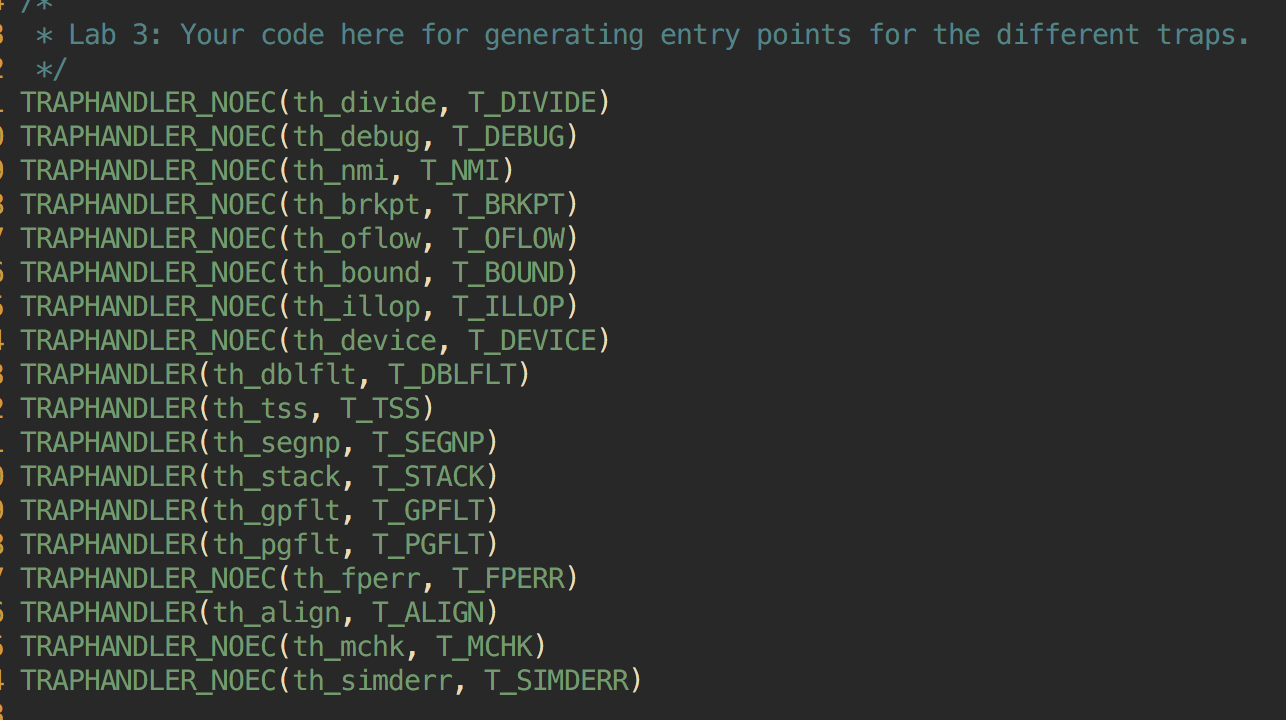 /*
 * Lab 3: Your code here for generating entry points for the different traps.
 */
TRAPHANDLER_NOEC(th_divide, T_DIVIDE)
TRAPHANDLER_NOEC(th_debug, T_DEBUG)
TRAPHANDLER_NOEC(th_nmi, T_NMI)
TRAPHANDLER_NOEC(th_brkpt, T_BRKPT)
TRAPHANDLER_NOEC(th_oflow, T_OFLOW)
TRAPHANDLER_NOEC(th_bound, T_BOUND)
TRAPHANDLER_NOEC(th_illop, T_ILLOP)
TRAPHANDLER_NOEC(th_device, T_DEVICE)
TRAPHANDLER(th_dblflt, T_DBLFLT)
TRAPHANDLER(th_tss, T_TSS)
TRAPHANDLER(th_segnp, T_SEGNP)
TRAPHANDLER(th_stack, T_STACK)
TRAPHANDLER(th_gpflt, T_GPFLT)
TRAPHANDLER(th_pgflt, T_PGFLT)
TRAPHANDLER_NOEC(th_fperr, T_FPERR)
TRAPHANDLER(th_align, T_ALIGN)
TRAPHANDLER_NOEC(th_mchk, T_MCHK)
TRAPHANDLER_NOEC(th_simderr, T_SIMDERR)